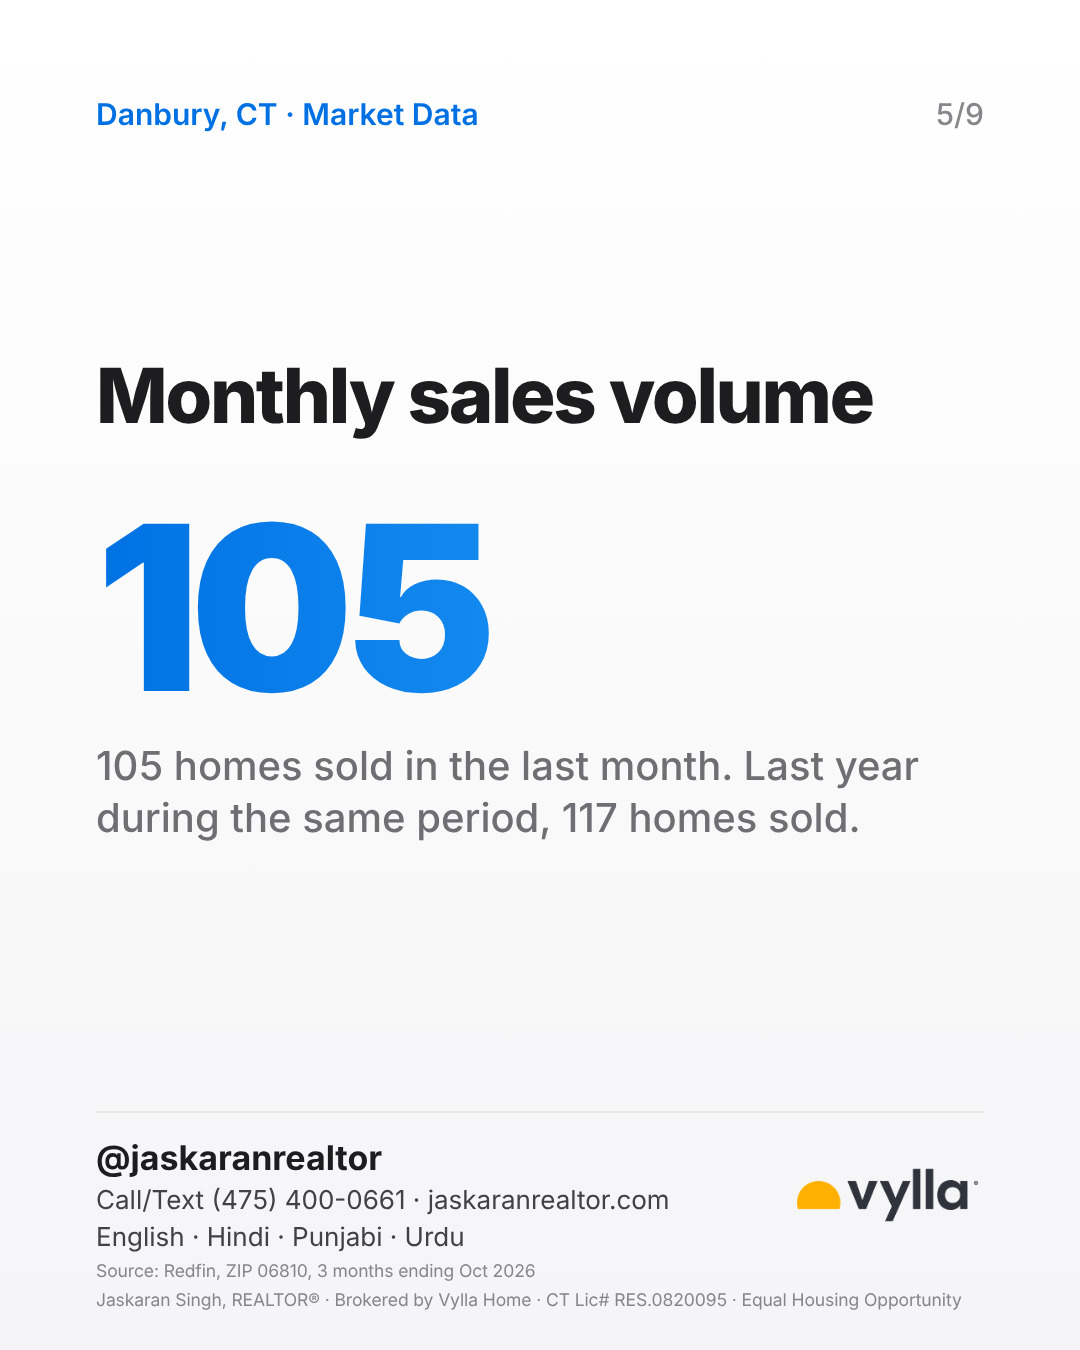 Danbury, CT · Market Data
5/9
Monthly sales volume
105
105 homes sold in the last month. Last year
during the same period, 117 homes sold.
@jaskaranrealtor
Call/Text (475) 400-0661 · jaskaranrealtor.com
English · Hindi · Punjabi · Urdu
Source: Redfin, ZIP 06810, 3 months ending Oct 2026
Jaskaran Singh, REALTOR® · Brokered by Vylla Home · CT Lic# RES.0820095 · Equal Housing Opportunity
vylla